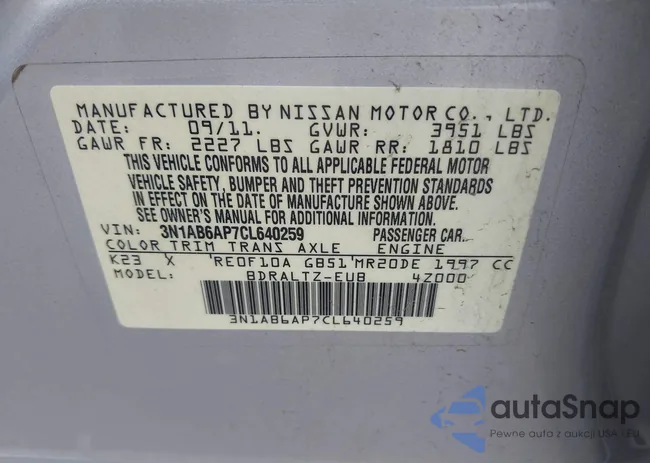 MANUFACTURED BY NISSAN MOTOR CO., LTD.
DATE: 09/11. GVWR: 3951 LBS
GAWR FR: 2227 LBS GAWR RR: 1810 LBS
THIS VEHICLE CONFORMS TO ALL APPLICABLE FEDERAL MOTOR
VEHICLE SAFETY, BUMPER AND THEFT PREVENTION STANDARDS
IN EFFECT ON THE DATE OF MANUFACTURE SHOWN ABOVE.
SEE OWNER'S MANUAL FOR ADDITIONAL INFORMATION.
VIN: 3N1AB6AP7CL640259 PASSENGER CAR.
COLOR TRIM TRANS AXLE ENGINE
K23 X 'RE0F10A GB51'MR20DE 1997 CC
MODEL: BDRALTZ-EUB 4Z000
3N1AB6AP7CL640259
autoSnap
Pewne auta z aukcji USA i EU